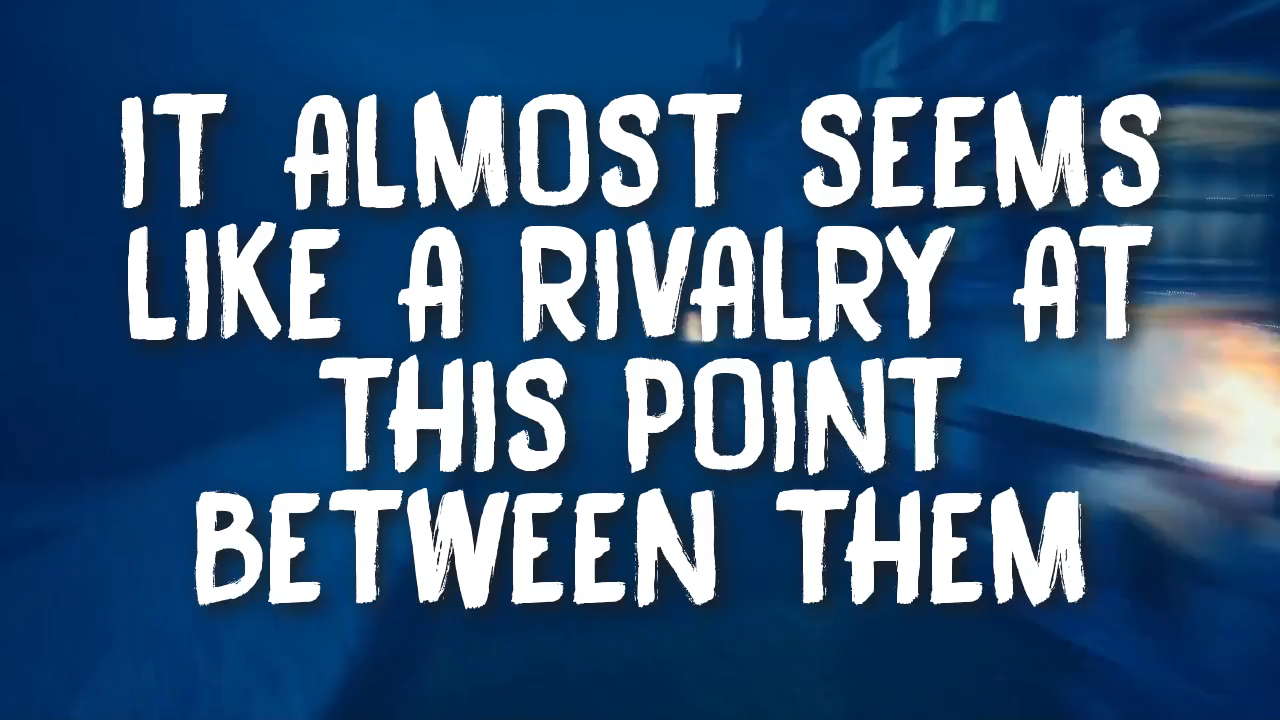 IT ALMOST SEEMS
LIKE A RIVALRY AT
THIS POINT
BETWEEN THEM